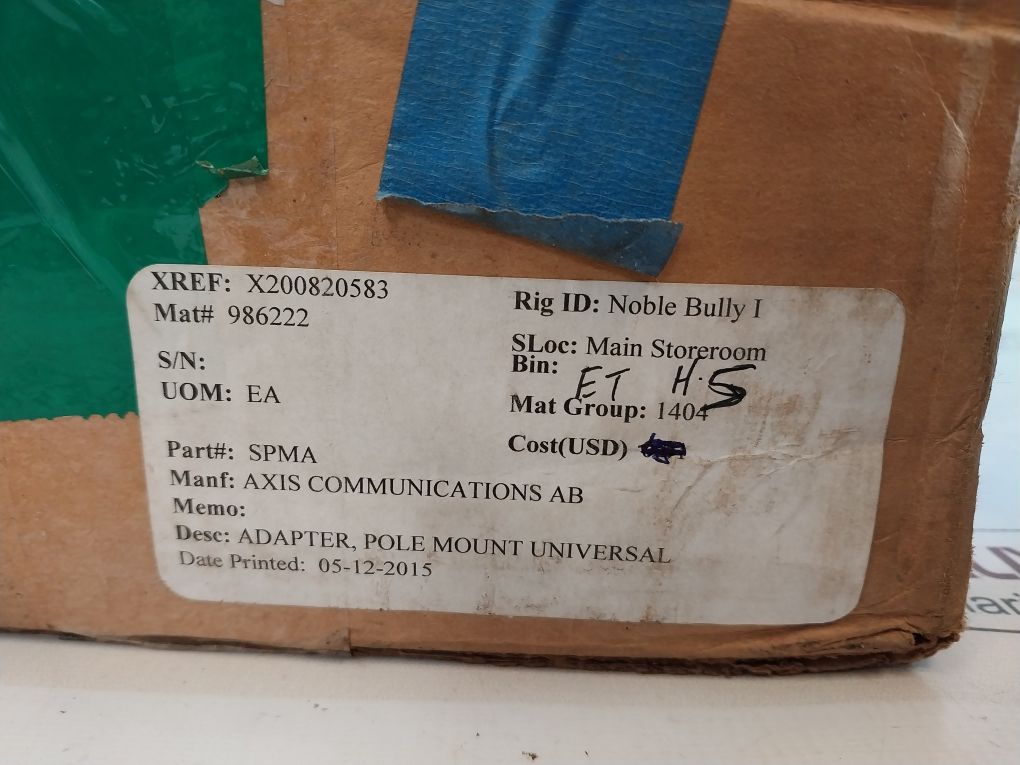 XREF: X200820583
Mat# 986222
S/N:
UOM: EA
Part#: SPMA
Manf: AXIS COMMUNICATIONS AB
Memo:
Desc: ADAPTER, POLE MOUNT UNIVERSAL
Date Printed: 05-12-2015
Rig ID: Noble Bully I
SLoc: Main Storeroom
Bin: ET H-5
Mat Group: 1404
Cost(USD)